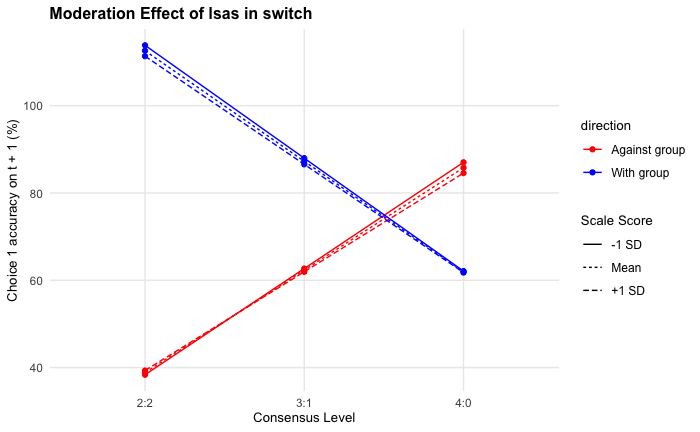 Moderation Effect of lsas in switch
Choice 1 accuracy on t + 1 (%)
100
80
60
40
2:2
3:1
4:0
Consensus Level
direction
Against group
With group
Scale Score
-1 SD
Mean
+1 SD